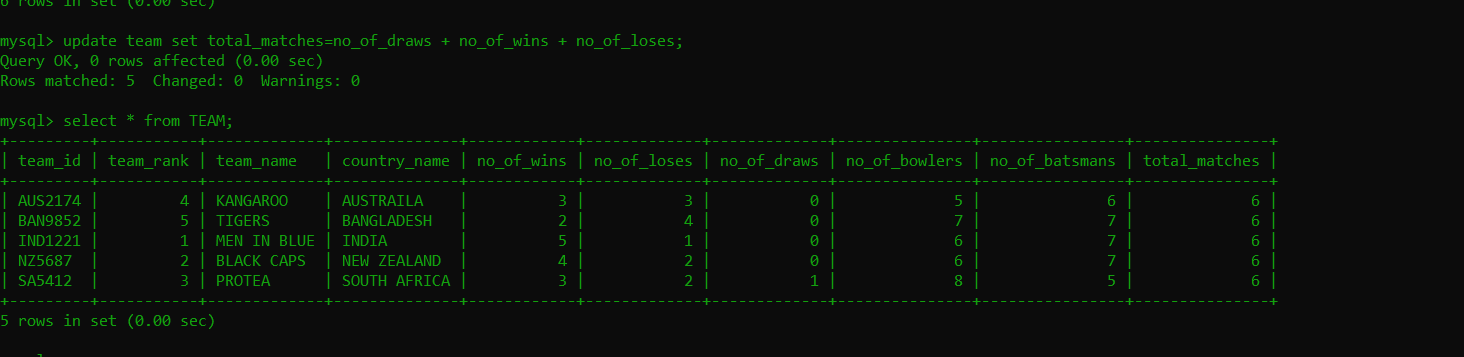 6 rows in set (0.00 sec)
mysql> update team set total_matches=no_of_draws + no_of_wins + no_of_loses;
Query OK, 0 rows affected (0.00 sec)
Rows matched: 5  Changed: 0  Warnings: 0
mysql> select * from TEAM;
+---------+-----------+-------------+--------------+------------+-------------+-------------+---------------+-----------------+---------------+
| team_id | team_rank | team_name   | country_name | no_of_wins | no_of_loses | no_of_draws | no_of_bowlers | no_of_batsmans | total_matches |
+---------+-----------+-------------+--------------+------------+-------------+-------------+---------------+-----------------+---------------+
| AUS2174 |         4 | KANGAROO    | AUSTRAILA    |          3 |           3 |           0 |             5 |              6 |             6 |
| BAN9852 |         5 | TIGERS      | BANGLADESH   |          2 |           4 |           0 |             7 |              7 |             6 |
| IND1221 |         1 | MEN IN BLUE | INDIA        |          5 |           1 |           0 |             6 |              7 |             6 |
| NZ5687  |         2 | BLACK CAPS  | NEW ZEALAND  |          4 |           2 |           0 |             6 |              7 |             6 |
| SA5412  |         3 | PROTEA      | SOUTH AFRICA |          3 |           2 |           1 |             8 |              5 |             6 |
+---------+-----------+-------------+--------------+------------+-------------+-------------+---------------+-----------------+---------------+
5 rows in set (0.00 sec)